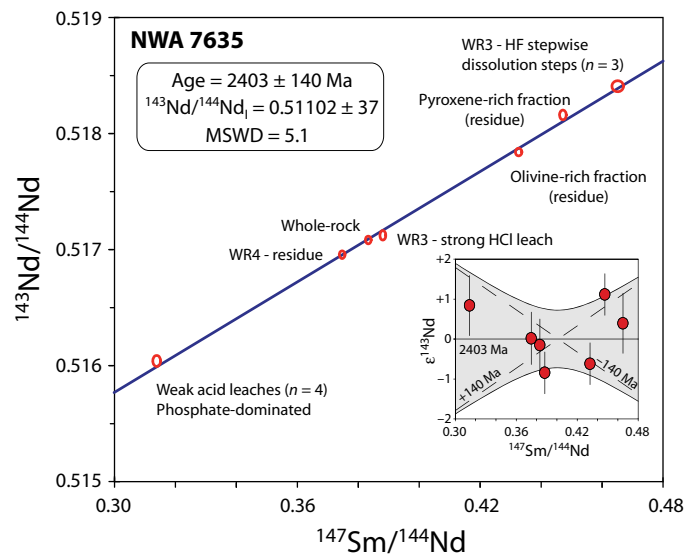 0.519
NWA 7635
Age = 2403 ± 140 Ma
¹⁴³Nd/¹⁴⁴Nd_I = 0.51102 ± 37
MSWD = 5.1
WR3 - HF stepwise
dissolution steps (n = 3)
Pyroxene-rich fraction
(residue)
0.518
Olivine-rich fraction
(residue)
¹⁴³Nd/¹⁴⁴Nd
Whole-rock
0.517
WR4 - residue
WR3 - strong HCl leach
0.516
Weak acid leaches (n = 4)
Phosphate-dominated
+2
+1
0
−1
−2
ε¹⁴³Nd
2403 Ma
+140 Ma
−140 Ma
0.30
0.36
0.42
0.48
¹⁴⁷Sm/¹⁴⁴Nd
0.515
0.30
0.36
0.42
0.48
¹⁴⁷Sm/¹⁴⁴Nd